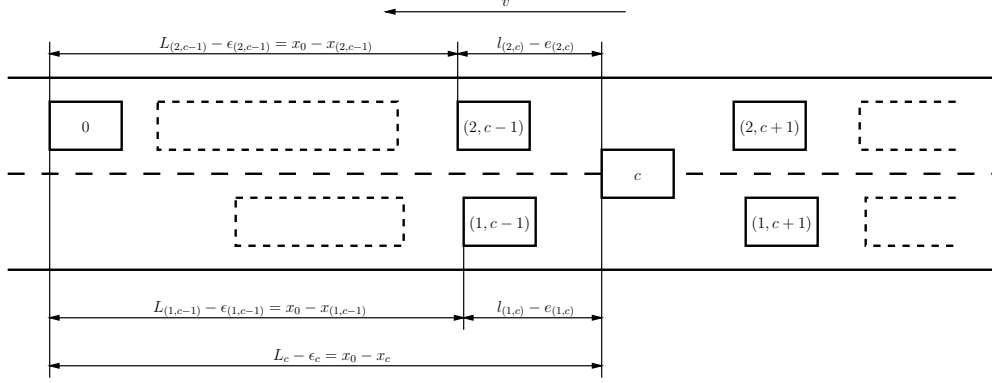 v
L_{(2,c−1)} − ϵ_{(2,c−1)} = x_0 − x_{(2,c−1)}
l_{(2,c)} − e_{(2,c)}
0
(2, c − 1)
(2, c + 1)
c
(1, c − 1)
(1, c + 1)
L_{(1,c−1)} − ϵ_{(1,c−1)} = x_0 − x_{(1,c−1)}
l_{(1,c)} − e_{(1,c)}
L_c − ϵ_c = x_0 − x_c